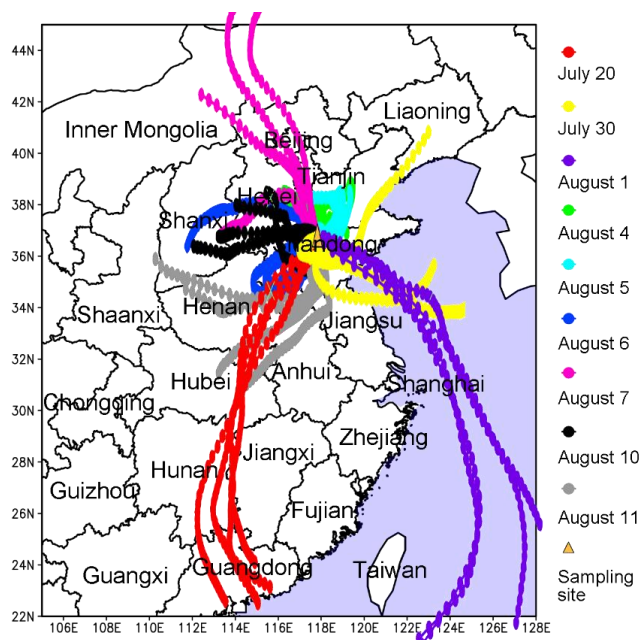 44N
42N
40N
38N
36N
34N
32N
30N
28N
26N
24N
22N
106E 108E 110E 112E 114E 116E 118E 120E 122E 124E 126E 128E
Inner Mongolia
Liaoning
Beijing
Tianjin
Hebei
Shanxi
Shandong
Henan
Shaanxi
Jiangsu
Hubei
Anhui
Shanghai
Chongqing
Zhejiang
Jiangxi
Hunan
Guizhou
Fujian
Guangxi
Guangdong
Taiwan
July 20
July 30
August 1
August 4
August 5
August 6
August 7
August 10
August 11
Sampling
site